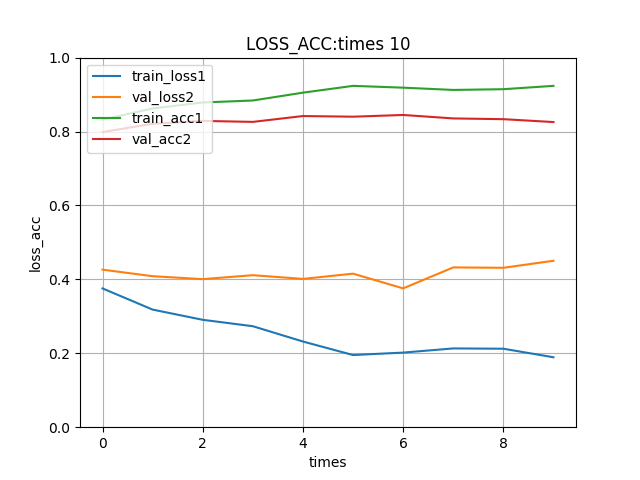 LOSS_ACC:times 10
train_loss1
val_loss2
train_acc1
val_acc2
1.0
0.8
0.6
0.4
0.2
0.0
loss_acc
0 2 4 6 8
times